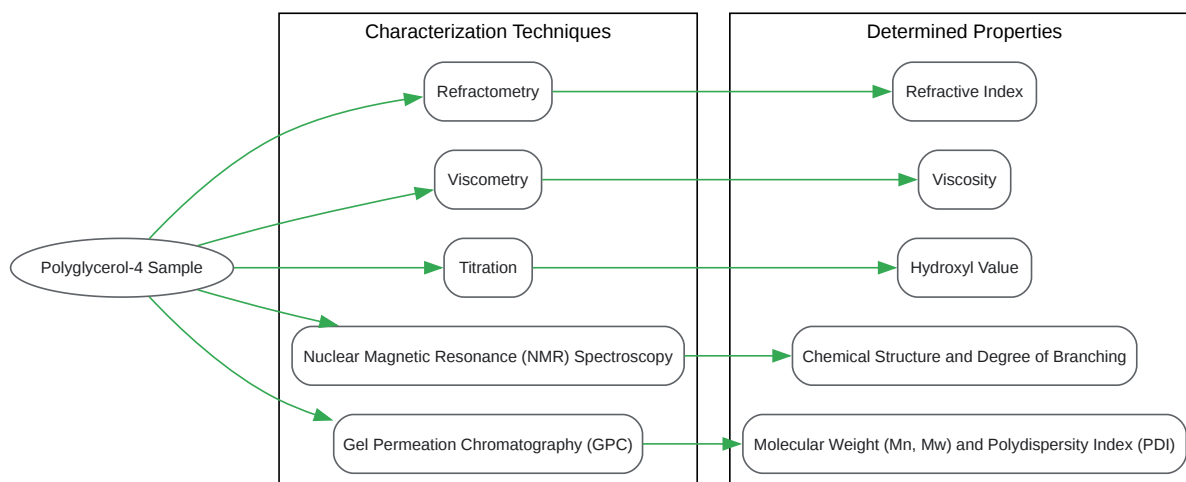 Characterization Techniques
Determined Properties
Refractometry
Refractive Index
Viscometry
Viscosity
Polyglycerol-4 Sample
Titration
Hydroxyl Value
Nuclear Magnetic Resonance (NMR) Spectroscopy
Chemical Structure and Degree of Branching
Gel Permeation Chromatography (GPC)
Molecular Weight (Mn, Mw) and Polydispersity Index (PDI)